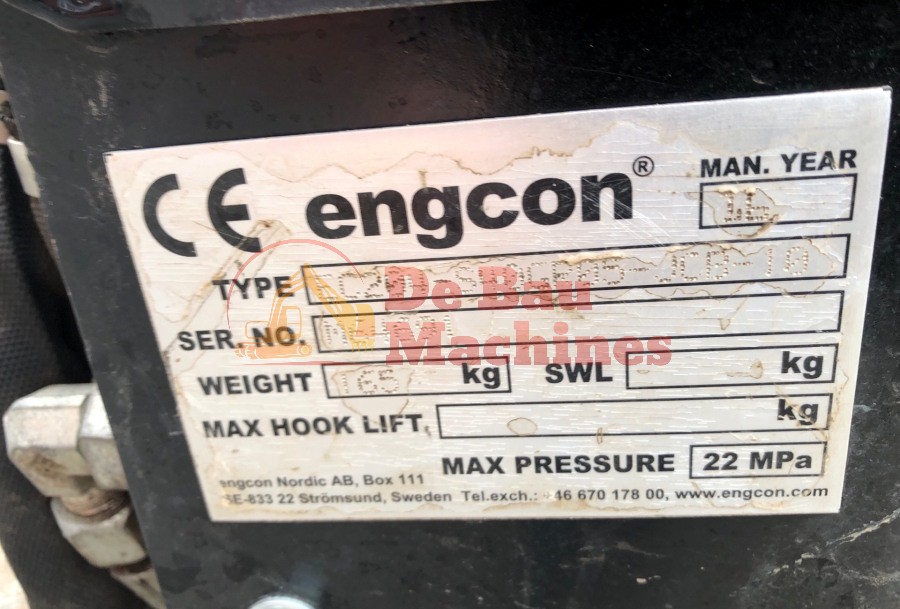 CE engcon® MAN. YEAR
TYPE
De Bau
SER. NO.
Machines
WEIGHT 165 kg SWL kg
MAX HOOK LIFT kg
MAX PRESSURE 22 MPa
engcon Nordic AB, Box 111
SE-833 22 Strömsund, Sweden Tel.exch.: +46 670 178 00, www.engcon.com